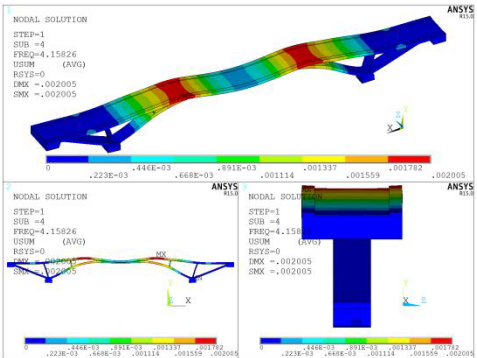 1
ANSYS
R15.0
NODAL SOLUTION
STEP=1
SUB =4
FREQ=4.15826
USUM (AVG)
RSYS=0
DMX =.002005
SMX =.002005
Y
Z
X
0 .446E-03 .891E-03 .001337 .001782
.223E-03 .668E-03 .001114 .001559 .002005
2
ANSYS
R15.0
NODAL SOLUTION
STEP=1
SUB =4
FREQ=4.15826
USUM (AVG)
RSYS=0
DMX =.002005
SMX =.002005
MX
Y
Z X
0 .446E-03 .891E-03 .001337 .001782
.223E-03 .668E-03 .001114 .001559 .002005
3
ANSYS
R15.0
NODAL SOLUTION
STEP=1
SUB =4
FREQ=4.15826
USUM (AVG)
RSYS=0
DMX =.002005
SMX =.002005
Y
X Z
0 .446E-03 .891E-03 .001337 .001782
.223E-03 .668E-03 .001114 .001559 .002005